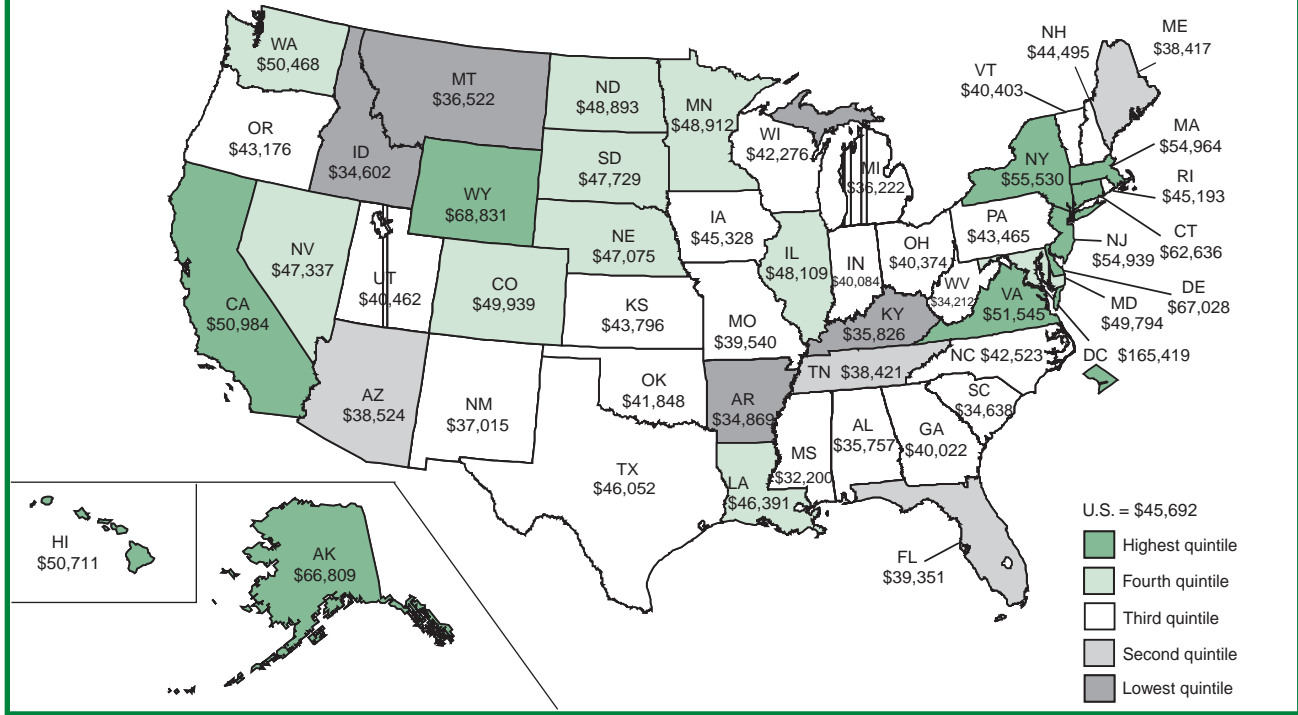 WA
$50,468
OR
$43,176
CA
$50,984
NV
$47,337
ID
$34,602
MT
$36,522
WY
$68,831
UT
$40,462
AZ
$38,524
CO
$49,939
NM
$37,015
ND
$48,893
SD
$47,729
NE
$47,075
KS
$43,796
OK
$41,848
TX
$46,052
MN
$48,912
IA
$45,328
MO
$39,540
AR
$34,869
LA
$46,391
WI
$42,276
IL
$48,109
MI
$36,222
IN
$40,084
OH
$40,374
KY
$35,826
TN $38,421
MS
$32,200
AL
$35,757
GA
$40,022
FL
$39,351
SC
$34,638
NC $42,523
VA
$51,545
WV
$34,212
PA
$43,465
NY
$55,530
VT
$40,403
NH
$44,495
ME
$38,417
MA
$54,964
RI
$45,193
CT
$62,636
NJ
$54,939
DE
$67,028
MD
$49,794
DC $165,419
HI
$50,711
AK
$66,809
U.S. = $45,692
Highest quintile
Fourth quintile
Third quintile
Second quintile
Lowest quintile